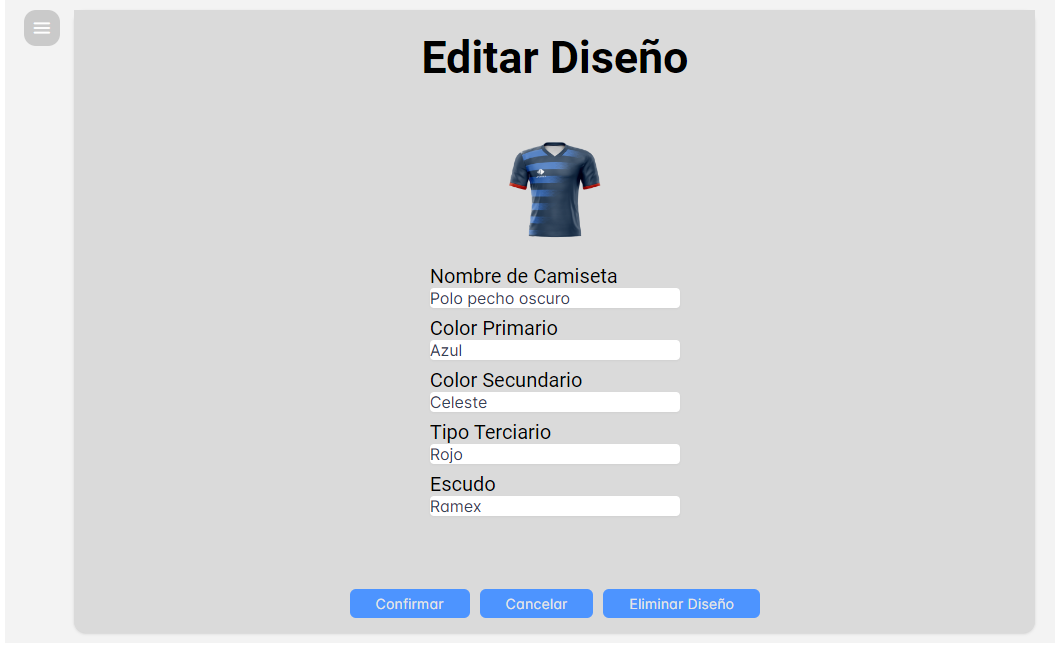 Editar Diseño
Nombre de Camiseta
Polo pecho oscuro
Color Primario
Azul
Color Secundario
Celeste
Tipo Terciario
Rojo
Escudo
Ramex
Confirmar
Cancelar
Eliminar Diseño